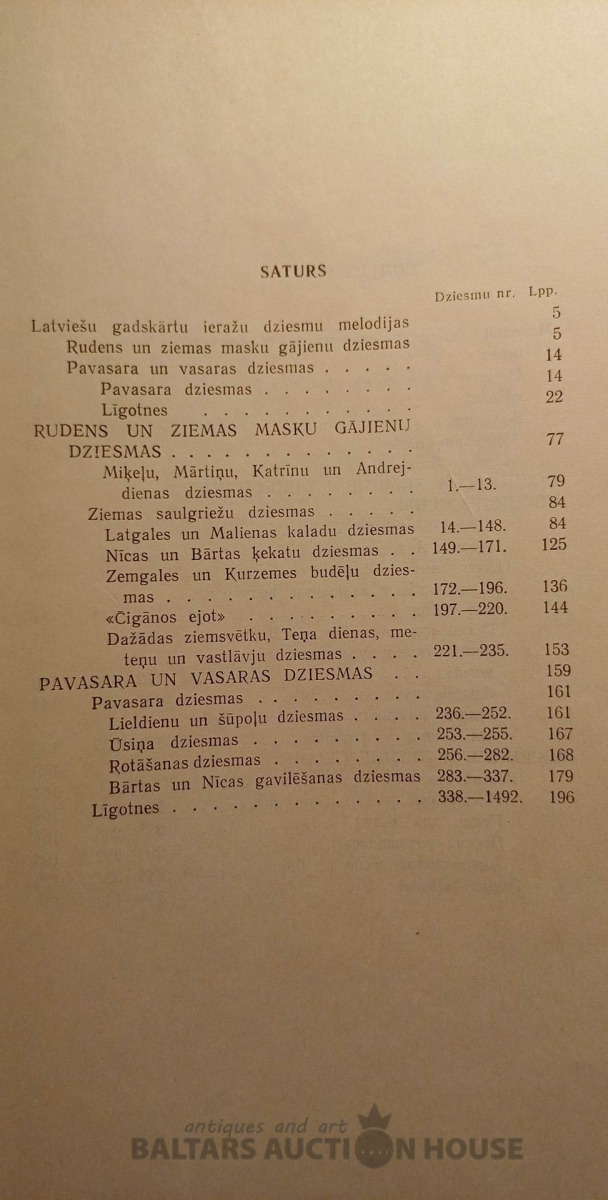 SATURS
Dziesmu nr. Lpp.
Latviešu gadskārtu ieražu dziesmu melodijas 5
Rudens un ziemas masku gājienu dziesmas 5
Pavasara un vasaras dziesmas . . . . . 14
Pavasara dziesmas . . . . . . . . 14
Līgotnes . . . . . . . . . . . 22
RUDENS UN ZIEMAS MASKU GĀJIENU
DZIESMAS . . . . . . . . . . . . . 77
Miķeļu, Mārtiņu, Katrīnu un Andrej-
dienas dziesmas . . . . . . . . 1.—13. 79
Ziemas saulgriežu dziesmas . . . . . 84
Latgales un Malienas kaladu dziesmas 14.—148. 84
Nīcas un Bārtas ķekatu dziesmas . . 149.—171. 125
Zemgales un Kurzemes budēļu dzies-
mas . . . . . . . . . . . . . 172.—196. 136
«Čigānos ejot» . . . . . . . . . 197.—220. 144
Dažādas ziemsvētku, Teņa dienas, me-
teņu un vastlāvju dziesmas . . . . 221.—235. 153
PAVASARA UN VASARAS DZIESMAS . . 159
Pavasara dziesmas . . . . . . . . . 161
Lieldienu un šūpoļu dziesmas . . . . 236.—252. 161
Ūsiņa dziesmas . . . . . . . . . 253.—255. 167
Rotāšanas dziesmas . . . . . . . . 256.—282. 168
Bārtas un Nīcas gavilēšanas dziesmas 283.—337. 179
Līgotnes . . . . . . . . . . . . . 338.—1492. 196
antiques and art
BALTARS AUCTION HOUSE